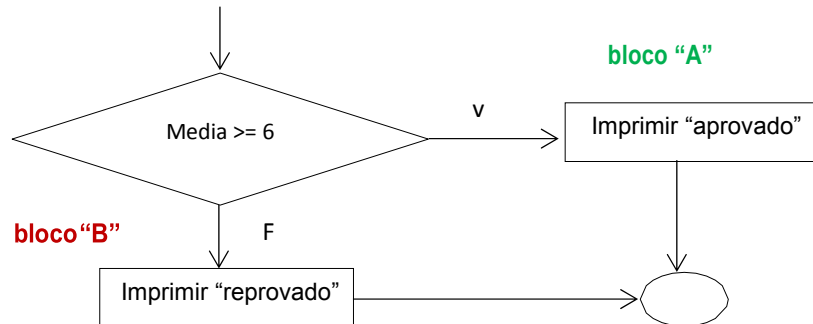 bloco “A”
v
Media >= 6
Imprimir “aprovado”
bloco “B”
F
Imprimir “reprovado”